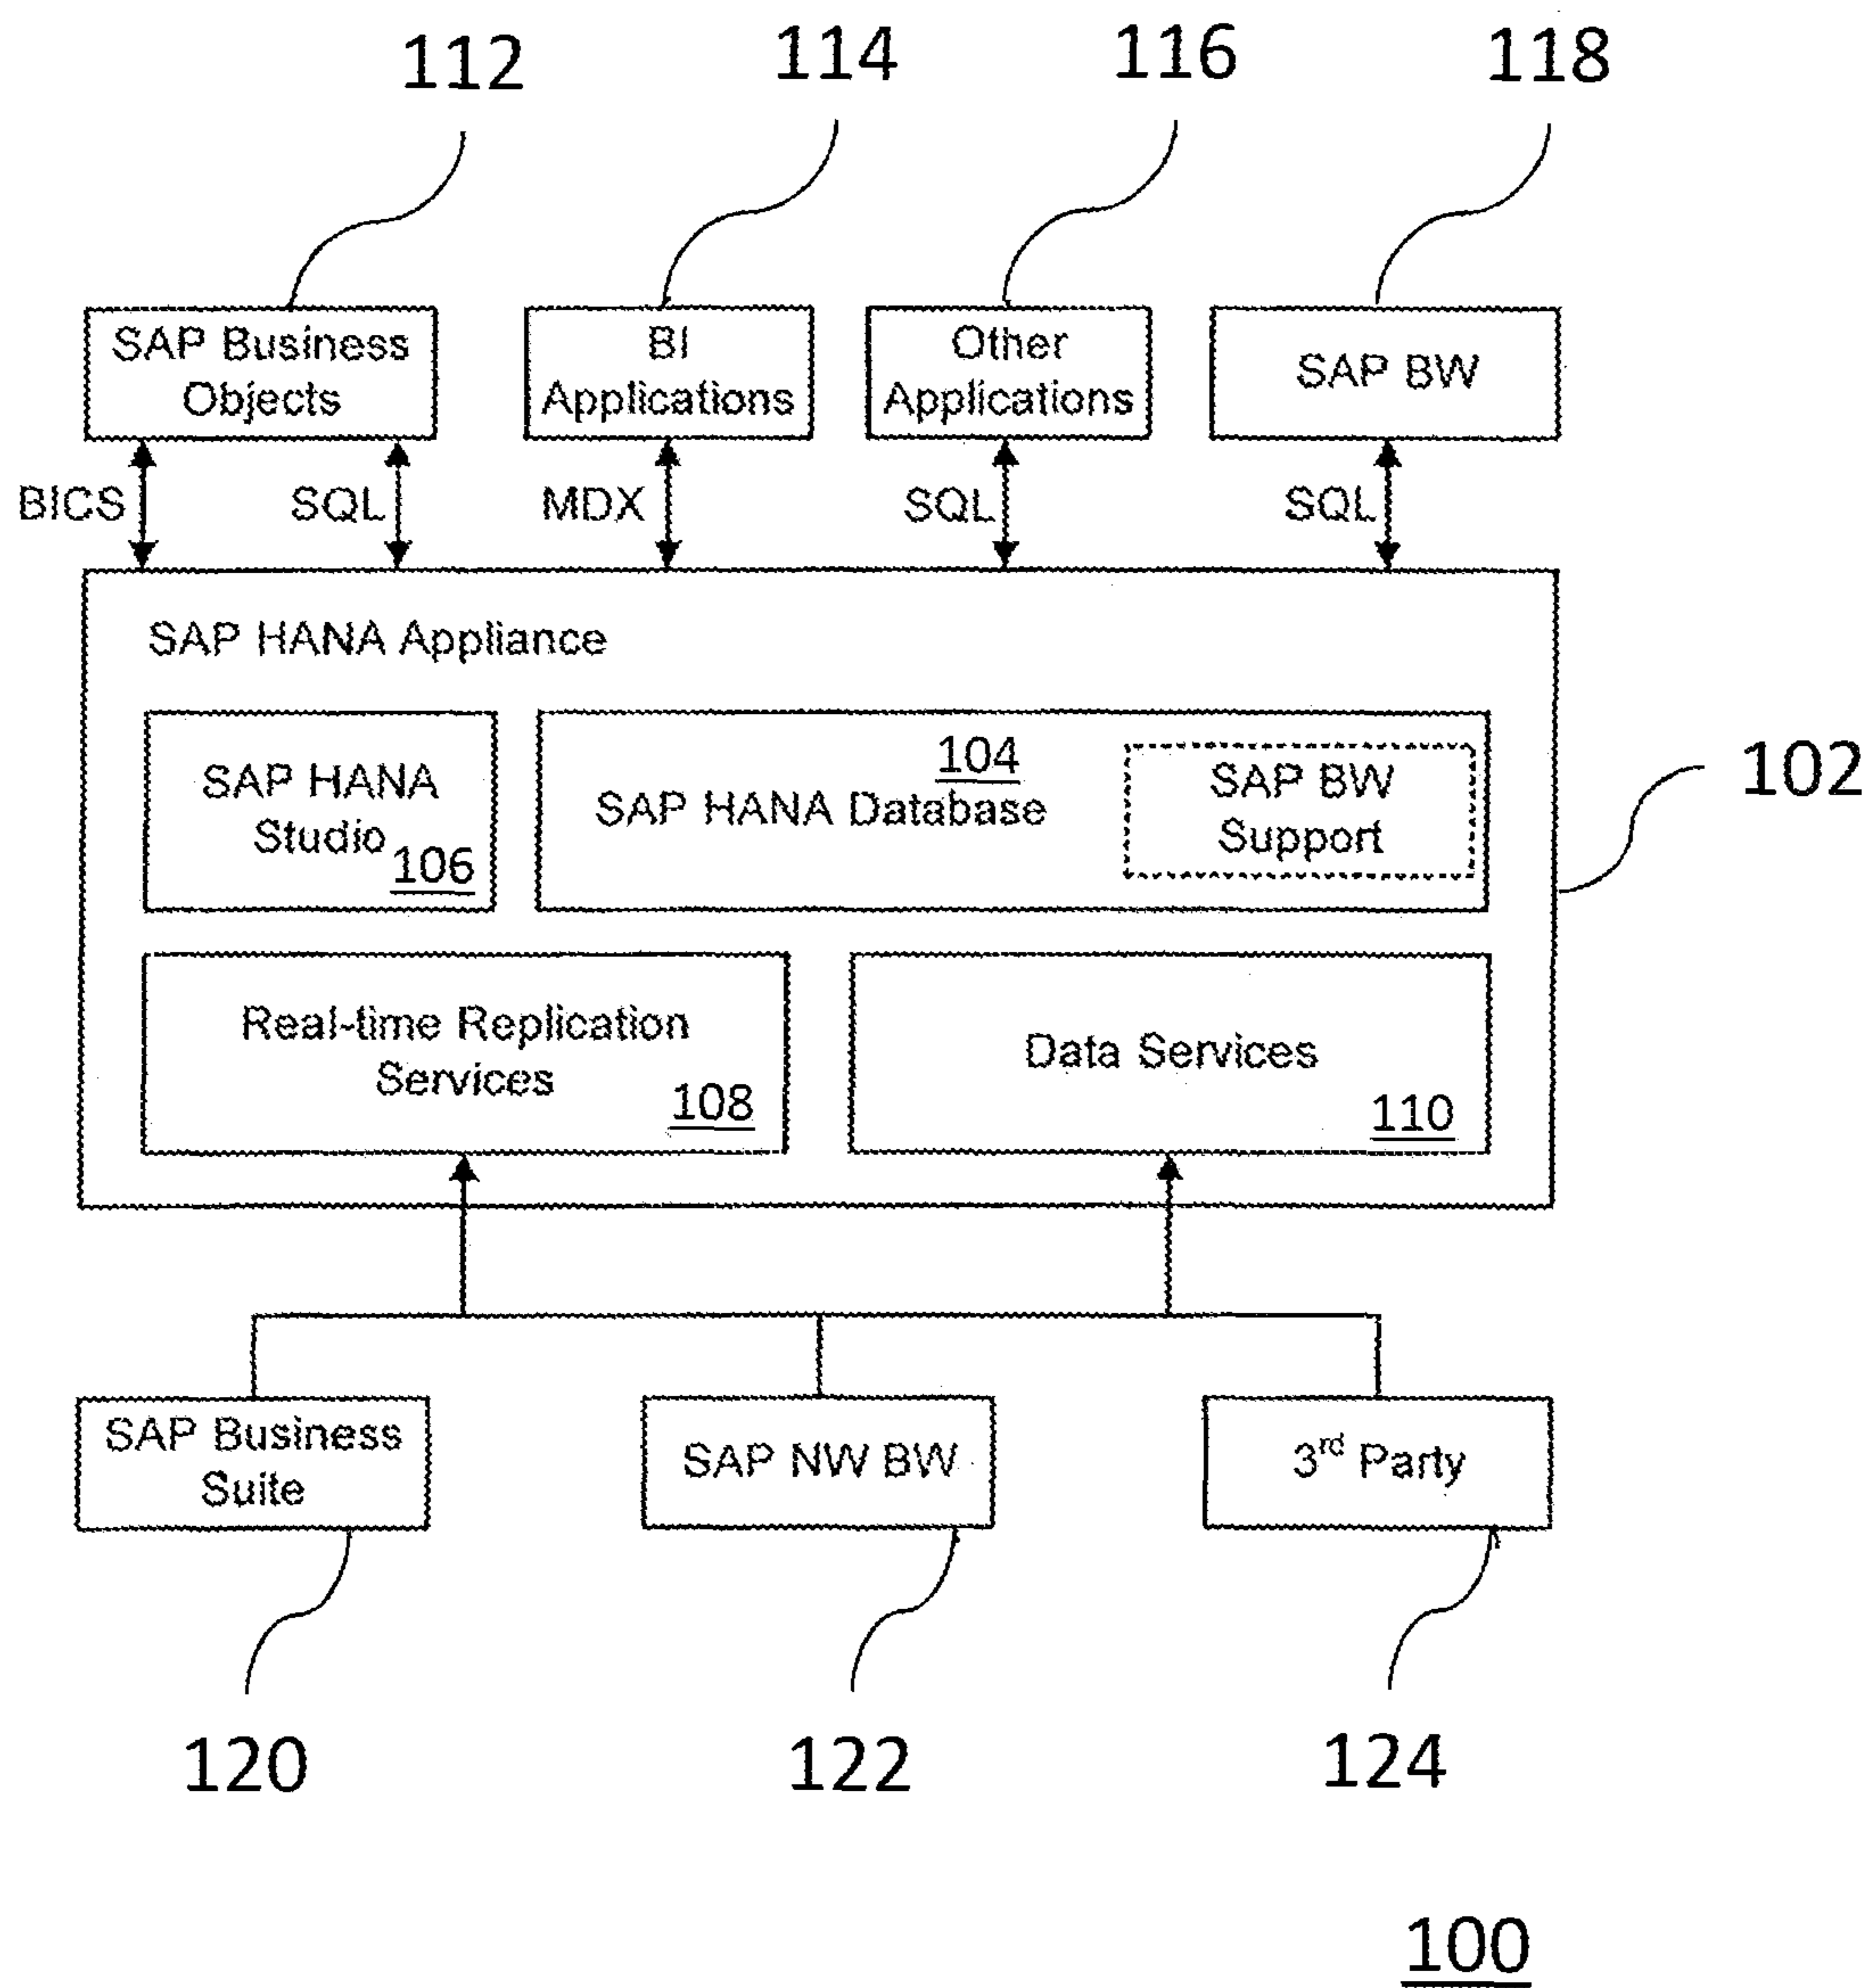 112
114
116
118
SAP Business
Objects
BI
Applications
Other
Applications
SAP BW
BICS
SQL
MDX
SQL
SQL
SAP HANA Appliance
SAP HANA
Studio
106
104
SAP HANA Database
SAP BW
Support
102
Real-time Replication
Services
108
Data Services
110
SAP Business
Suite
SAP NW BW
3rd Party
120
122
124
100